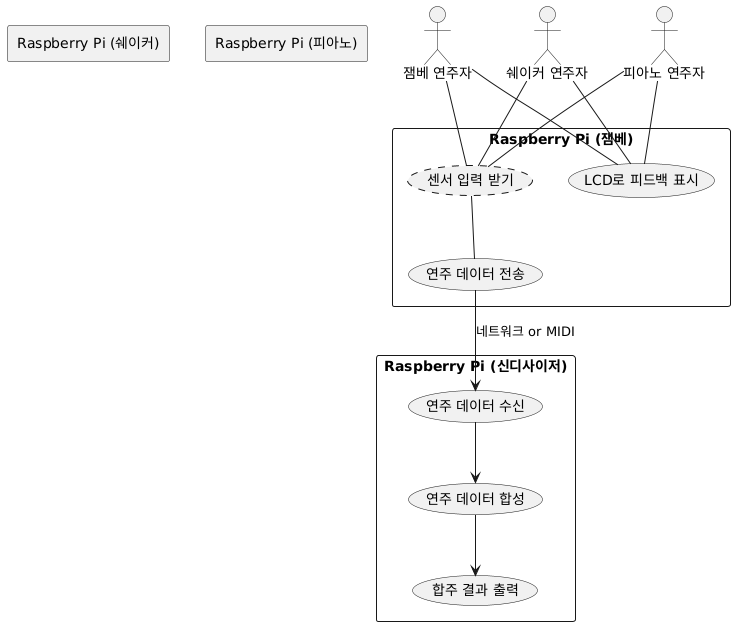 Raspberry Pi (쉐이커)
Raspberry Pi (피아노)
잼베 연주자
쉐이커 연주자
피아노 연주자
Raspberry Pi (잼베)
센서 입력 받기
LCD로 피드백 표시
연주 데이터 전송
네트워크 or MIDI
Raspberry Pi (신디사이저)
연주 데이터 수신
연주 데이터 합성
합주 결과 출력